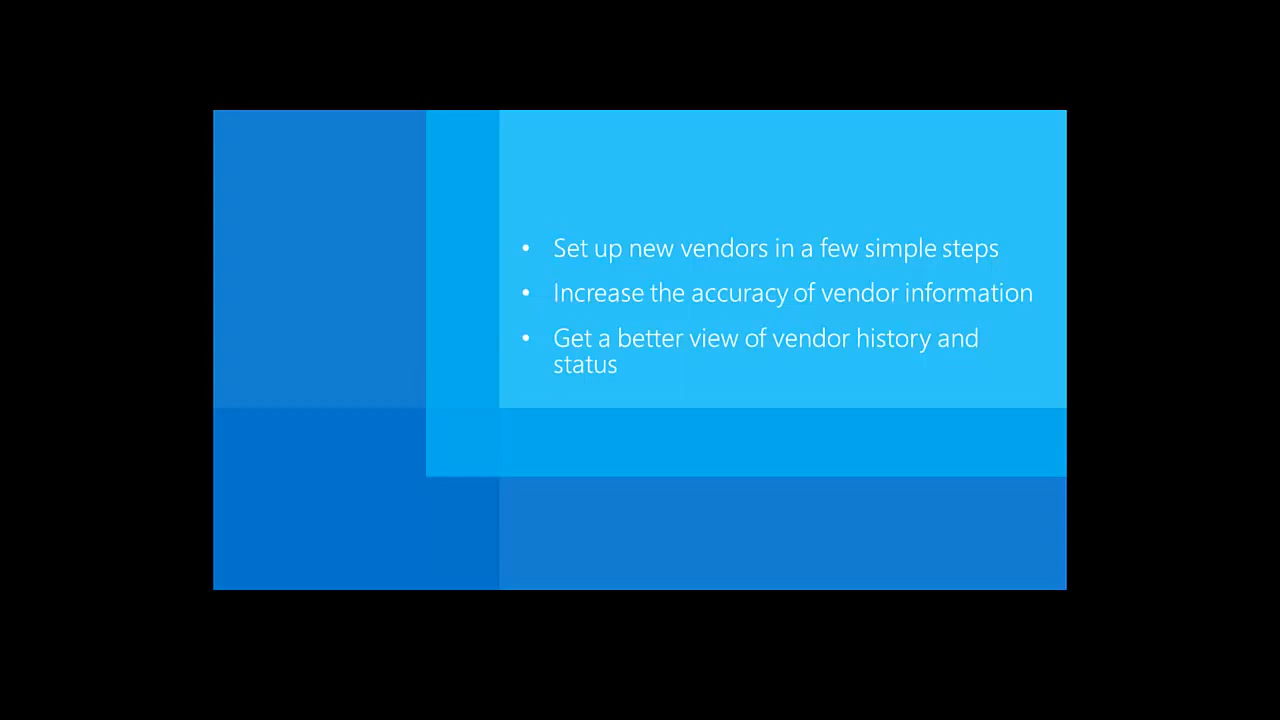 • Set up new vendors in a few simple steps
• Increase the accuracy of vendor information
• Get a better view of vendor history and
status